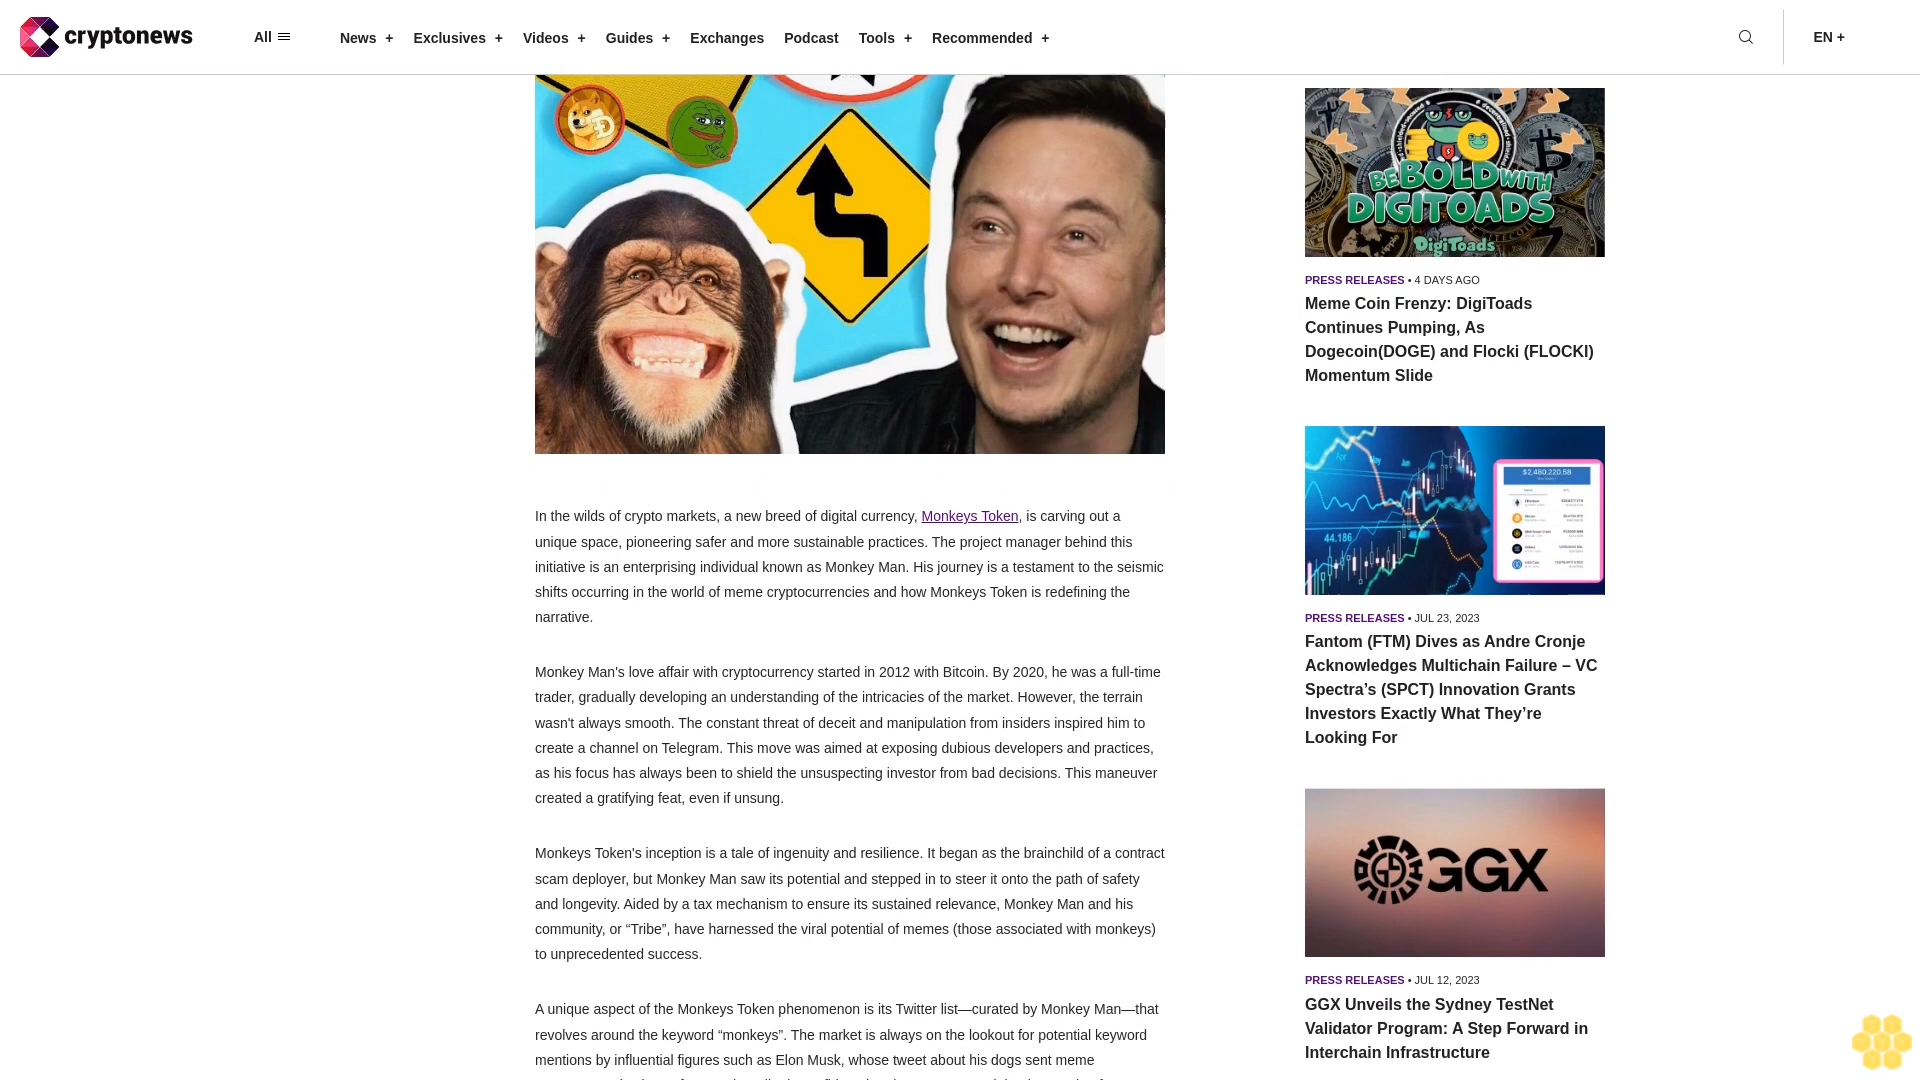 cryptonews
All
News +
Exclusives +
Videos +
Guides +
Exchanges
Podcast
Tools +
Recommended +
EN +
In the wilds of crypto markets, a new breed of digital currency, Monkeys Token, is carving out a
unique space, pioneering safer and more sustainable practices. The project manager behind this
initiative is an enterprising individual known as Monkey Man. His journey is a testament to the seismic
shifts occurring in the world of meme cryptocurrencies and how Monkeys Token is redefining the
narrative.
Monkey Man's love affair with cryptocurrency started in 2012 with Bitcoin. By 2020, he was a full-time
trader, gradually developing an understanding of the intricacies of the market. However, the terrain
wasn't always smooth. The constant threat of deceit and manipulation from insiders inspired him to
create a channel on Telegram. This move was aimed at exposing dubious developers and practices,
as his focus has always been to shield the unsuspecting investor from bad decisions. This maneuver
created a gratifying feat, even if unsung.
Monkeys Token's inception is a tale of ingenuity and resilience. It began as the brainchild of a contract
scam deployer, but Monkey Man saw its potential and stepped in to steer it onto the path of safety
and longevity. Aided by a tax mechanism to ensure its sustained relevance, Monkey Man and his
community, or “Tribe”, have harnessed the viral potential of memes (those associated with monkeys)
to unprecedented success.
A unique aspect of the Monkeys Token phenomenon is its Twitter list—curated by Monkey Man—that
revolves around the keyword “monkeys”. The market is always on the lookout for potential keyword
mentions by influential figures such as Elon Musk, whose tweet about his dogs sent meme
BE BOLD WITH
DIGITOADS
DigiToads
PRESS RELEASES • 4 DAYS AGO
Meme Coin Frenzy: DigiToads
Continues Pumping, As
Dogecoin(DOGE) and Flocki (FLOCKI)
Momentum Slide
$2,480,220.58
44.186
PRESS RELEASES • JUL 23, 2023
Fantom (FTM) Dives as Andre Cronje
Acknowledges Multichain Failure – VC
Spectra’s (SPCT) Innovation Grants
Investors Exactly What They’re
Looking For
GGX
PRESS RELEASES • JUL 12, 2023
GGX Unveils the Sydney TestNet
Validator Program: A Step Forward in
Interchain Infrastructure